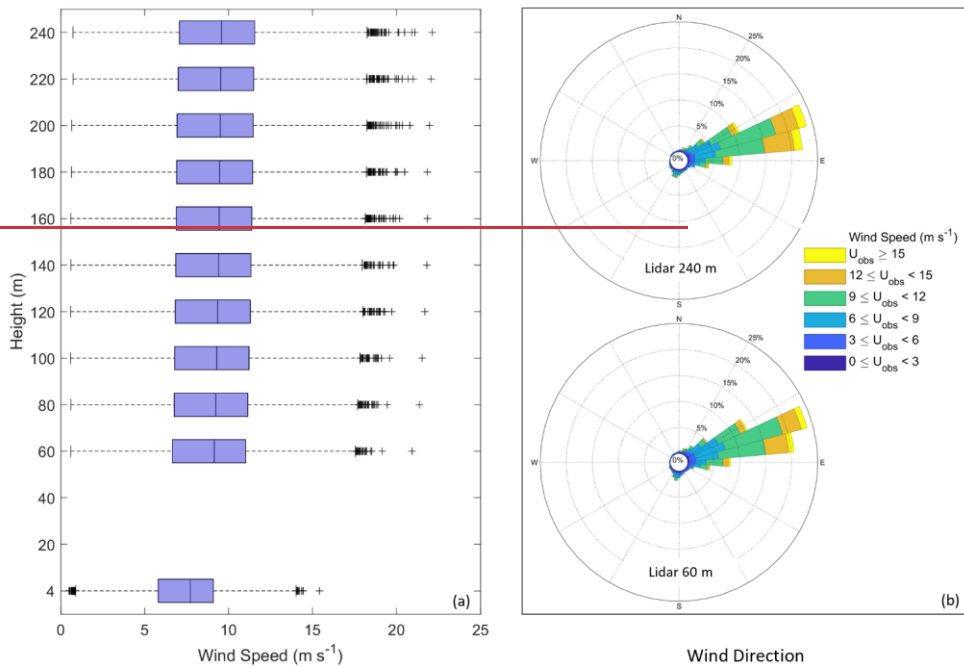 240
220
200
180
160
140
120
100
80
60
40
20
4
Height (m)
0
5
10
15
20
25
Wind Speed (m s⁻¹)
(a)
N
25%
20%
15%
10%
5%
0%
W
E
S
Lidar 240 m
Wind Speed (m s⁻¹)
U_obs ≥ 15
12 ≤ U_obs < 15
9 ≤ U_obs < 12
6 ≤ U_obs < 9
3 ≤ U_obs < 6
0 ≤ U_obs < 3
N
25%
20%
15%
10%
5%
0%
W
E
S
Lidar 60 m
(b)
Wind Direction